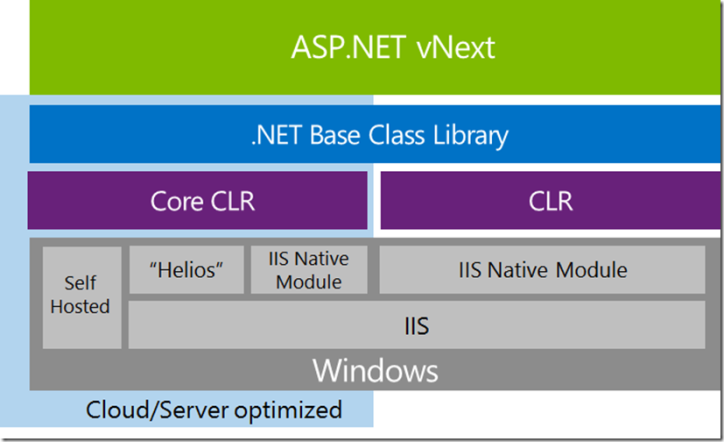 ASP.NET vNext
.NET Base Class Library
Core CLR
CLR
Self
Hosted
“Helios”
IIS Native
Module
IIS Native Module
IIS
Windows
Cloud/Server optimized